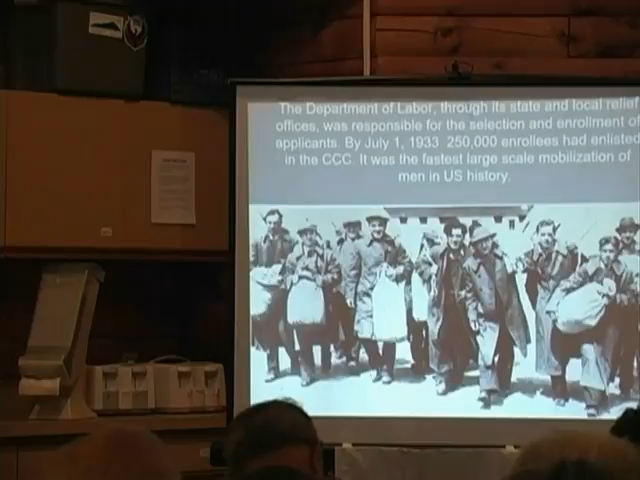 The Department of Labor, through its state and local relief
offices, was responsible for the selection and enrollment of
applicants. By July 1, 1933 250,000 enrollees had enlisted
in the CCC. It was the fastest large scale mobilization of
men in US history.